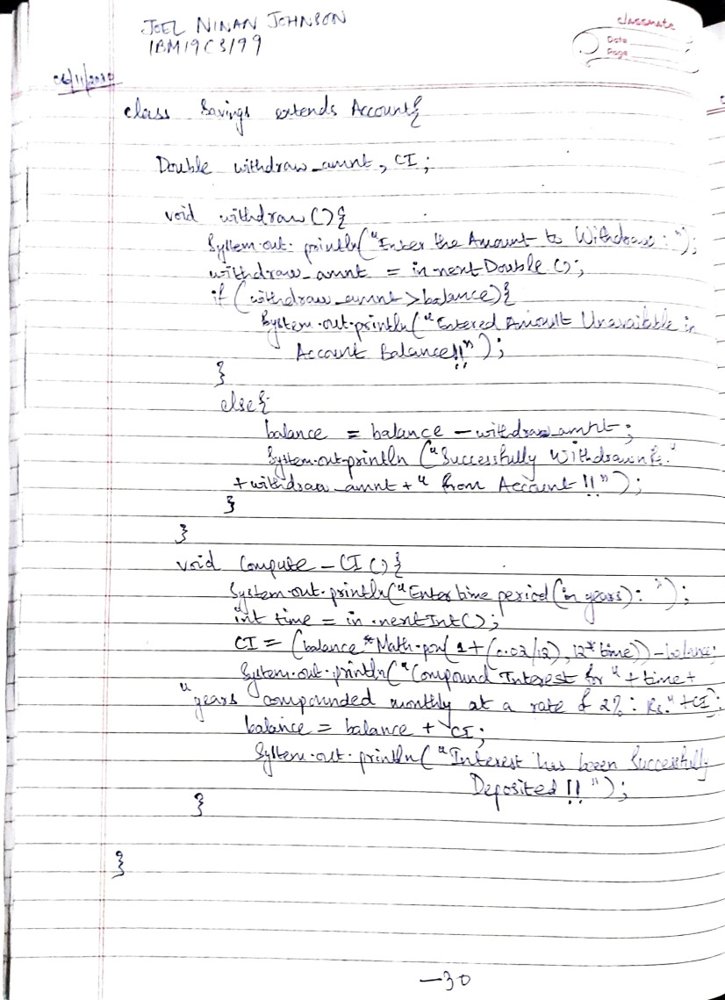 JOEL NINAN JOHNSON
1BM19CS199
classmate
Date
Page
06/11/2020
class Savings extends Account{
Double withdraw_amnt, CI;
void withdraw(){
System.out.println("Enter the Amount to Withdraw: ");
withdraw_amnt = in.nextDouble();
if (withdraw_amnt>balance){
System.out.println("Entered Amount Unavailable in
Account Balance!!");
}
else{
balance = balance - withdraw_amnt;
System.out.println ("Successfully Withdrawn Rs."
+withdraw_amnt+" from Account!!");
}
}
void Compute_CI(){
System.out.println("Enter time period (in years): ");
int time = in.nextInt();
CI = (balance*Math.pow(1+(0.02/12),12*time))-balance;
System.out.println("Compound Interest for "+time+
"years compounded monthly at a rate of 2%: Rs."+CI);
balance = balance + CI;
System.out.println("Interest has been Successfully
Deposited!!");
}
}
-30